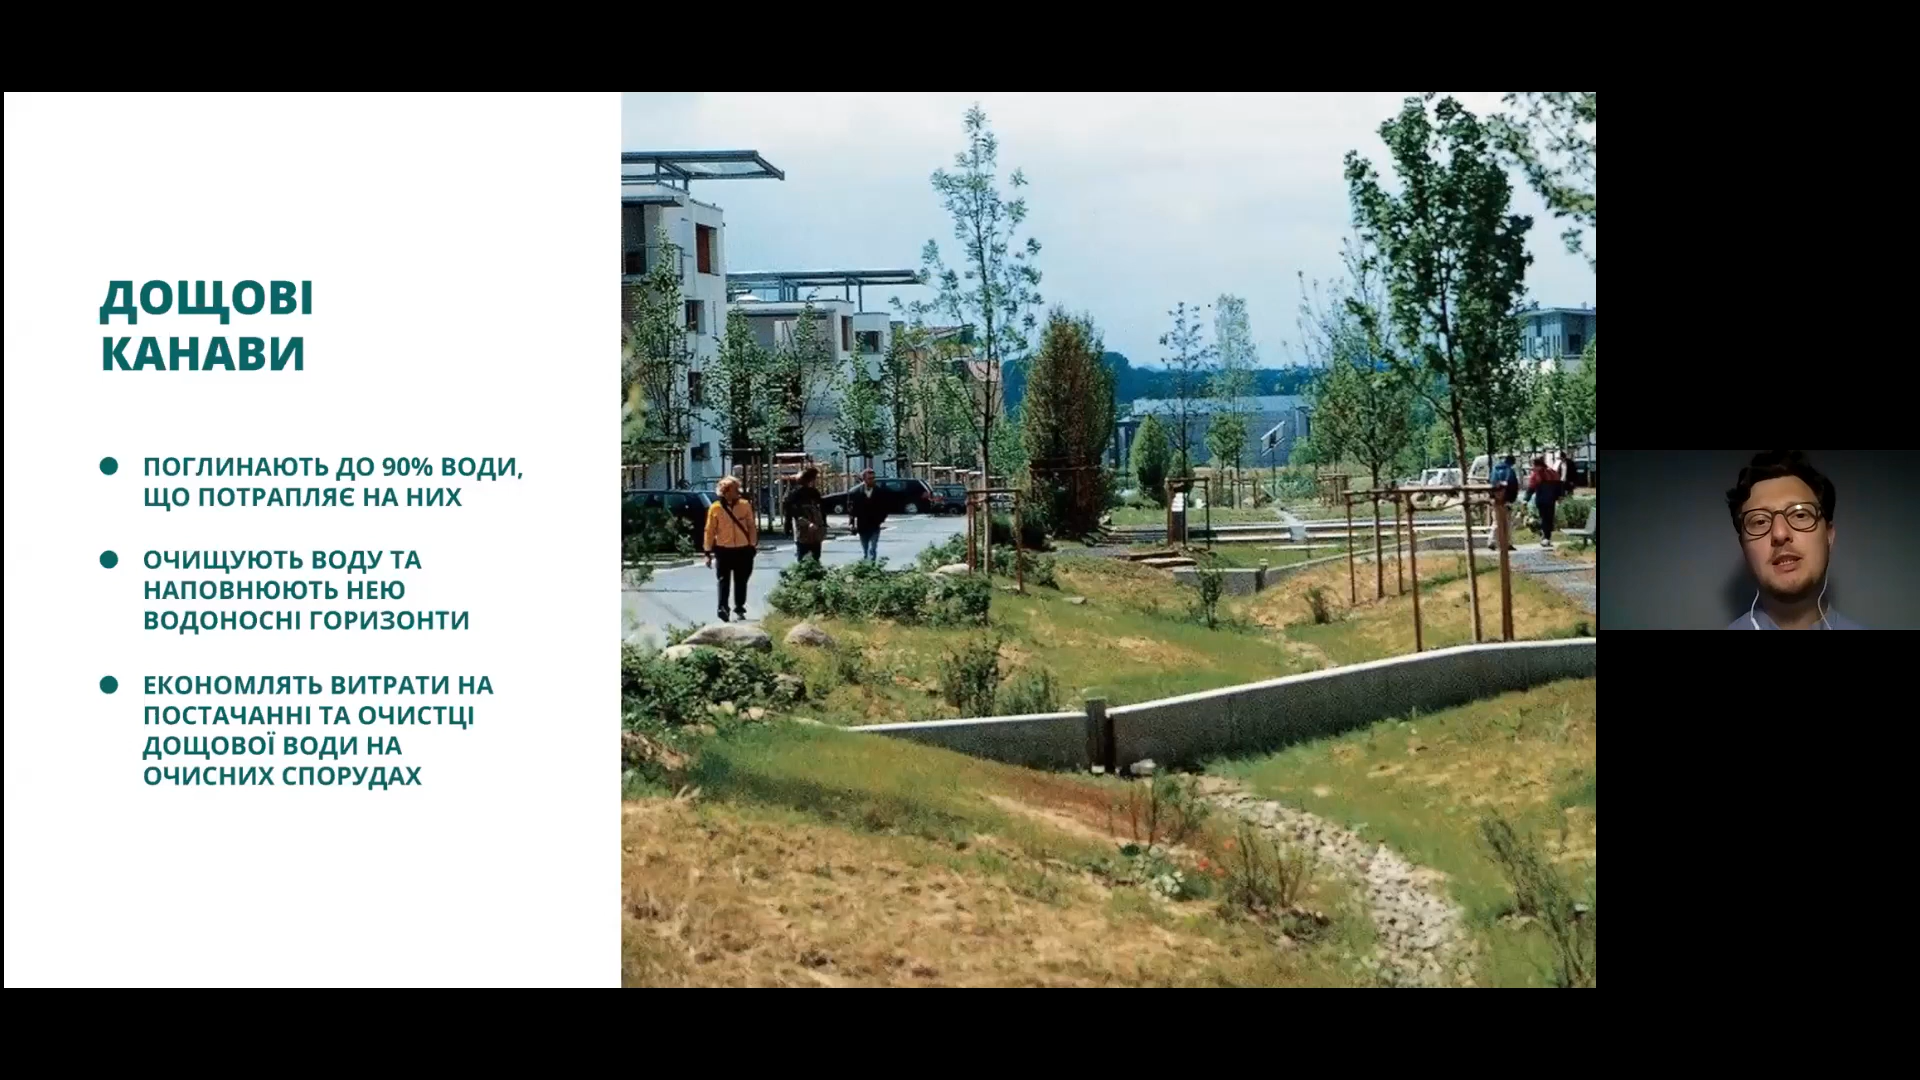 ДОЩОВІ
КАНАВИ
ПОГЛИНАЮТЬ ДО 90% ВОДИ,
ЩО ПОТРАПЛЯЄ НА НИХ
ОЧИЩУЮТЬ ВОДУ ТА
НАПОВНЮЮТЬ НЕЮ
ВОДОНОСНІ ГОРИЗОНТИ
ЕКОНОМЛЯТЬ ВИТРАТИ НА
ПОСТАЧАННІ ТА ОЧИСТЦІ
ДОЩОВОЇ ВОДИ НА
ОЧИСНИХ СПОРУДАХ